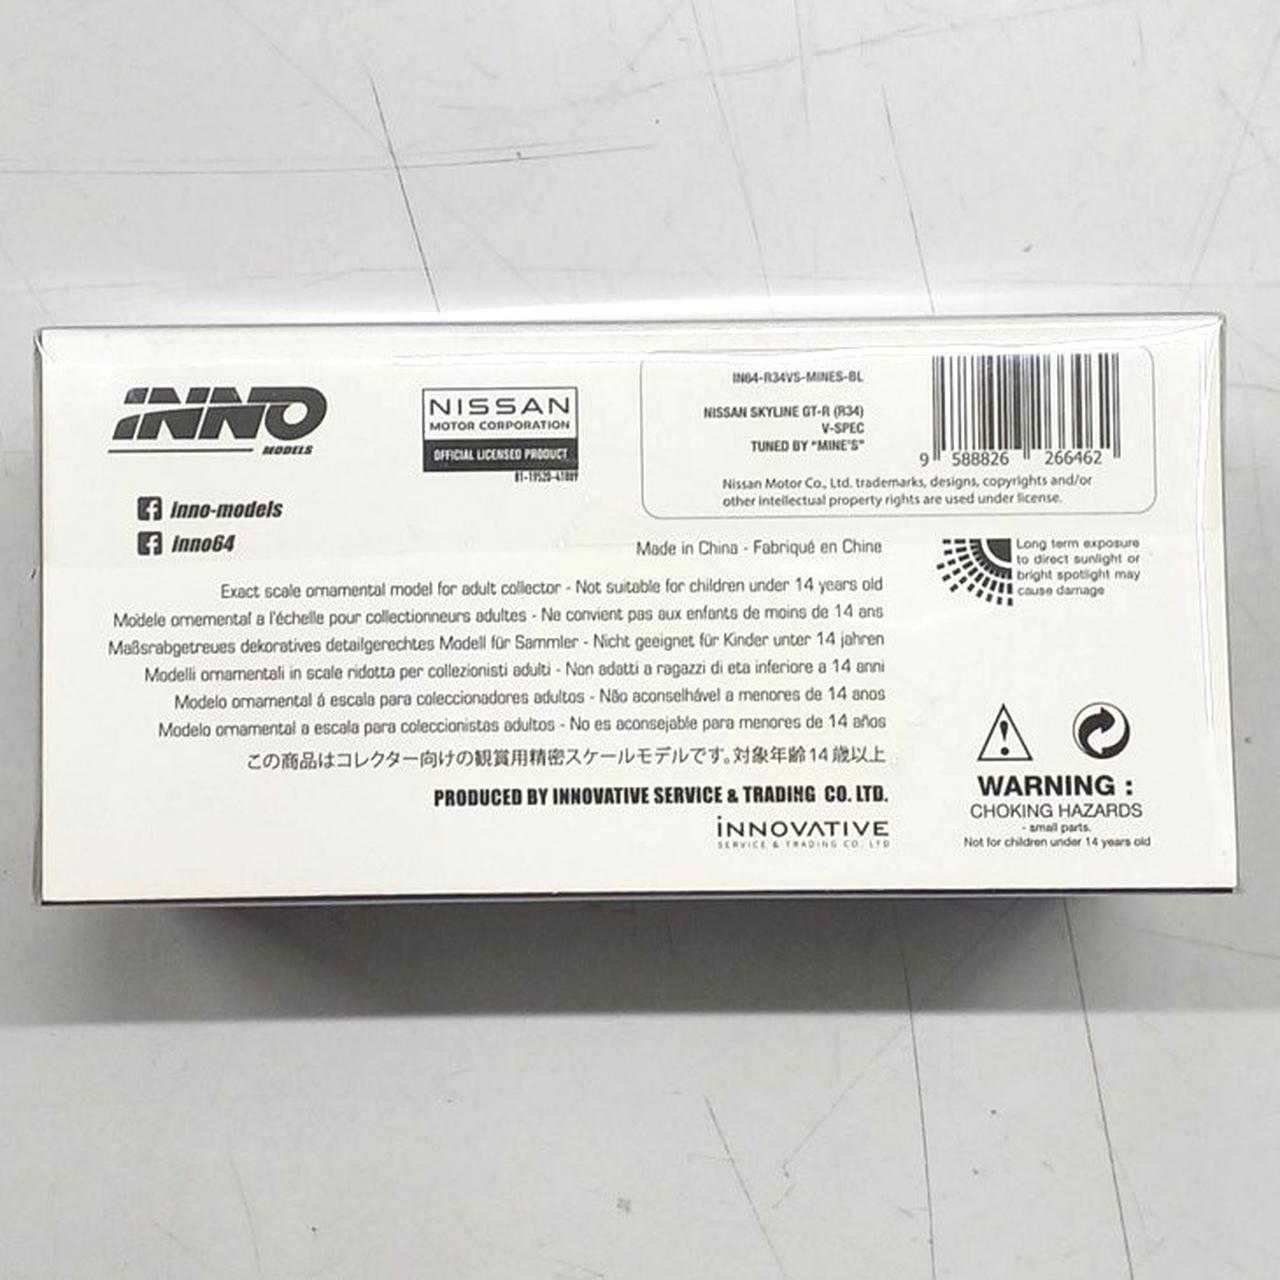 INNO
MODELS
inno-models
inno64
NISSAN
MOTOR CORPORATION
OFFICIAL LICENSED PRODUCT
IN64-R34VS-MINES-BL
NISSAN SKYLINE GT-R (R34)
V-SPEC
TUNED BY "MINE'S"
9 588826 266462
Nissan Motor Co., Ltd. trademarks, designs, copyrights and/or
other intellectual property rights are used under license.
Made in China - Fabriqué en Chine
Long term exposure
to direct sunlight or
bright spotlight may
cause damage
Exact scale ornamental model for adult collector - Not suitable for children under 14 years old
Modèle ornemental a l'échelle pour collectionneurs adultes - Ne convient pas aux enfants de moins de 14 ans
Maßsrabgetreues dekoratives detailgerechtes Modell für Sammler - Nicht geeignet für Kinder unter 14 jahren
Modelli ornamentali in scale ridotta per collezionisti adulti - Non adatti a ragazzi di eta inferiore a 14 anni
Modelo ornamental á escala para coleccionadores adultos - Não aconselhável a menores de 14 anos
Modelo ornamental a escala para coleccionistas adultos - No es aconsejable para menores de 14 años
この商品はコレクター向けの観賞用精密スケールモデルです。対象年齢14歳以上
PRODUCED BY INNOVATIVE SERVICE & TRADING CO. LTD.
INNOVATIVE
SERVICE & TRADING CO. LTD
WARNING :
CHOKING HAZARDS
- small parts.
Not for children under 14 years old